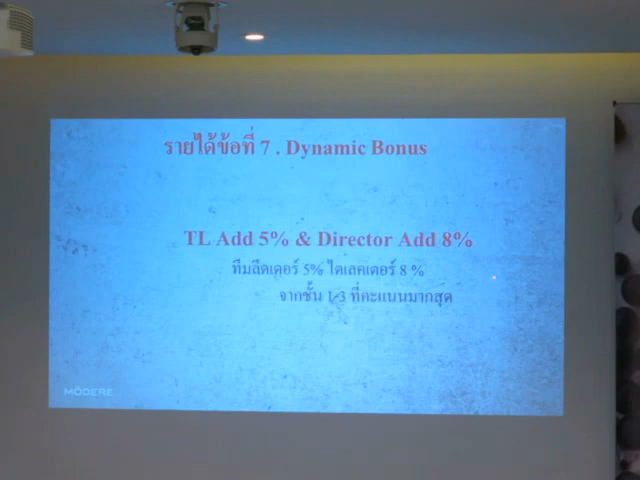 รายได้ข้อที่ 7 . Dynamic Bonus
TL Add 5% & Director Add 8%
ทีมลีดเดอร์ 5% ไดเลคเตอร์ 8 %
จากชั้น 1-3 ที่คะแนนมากสุด
MODERE